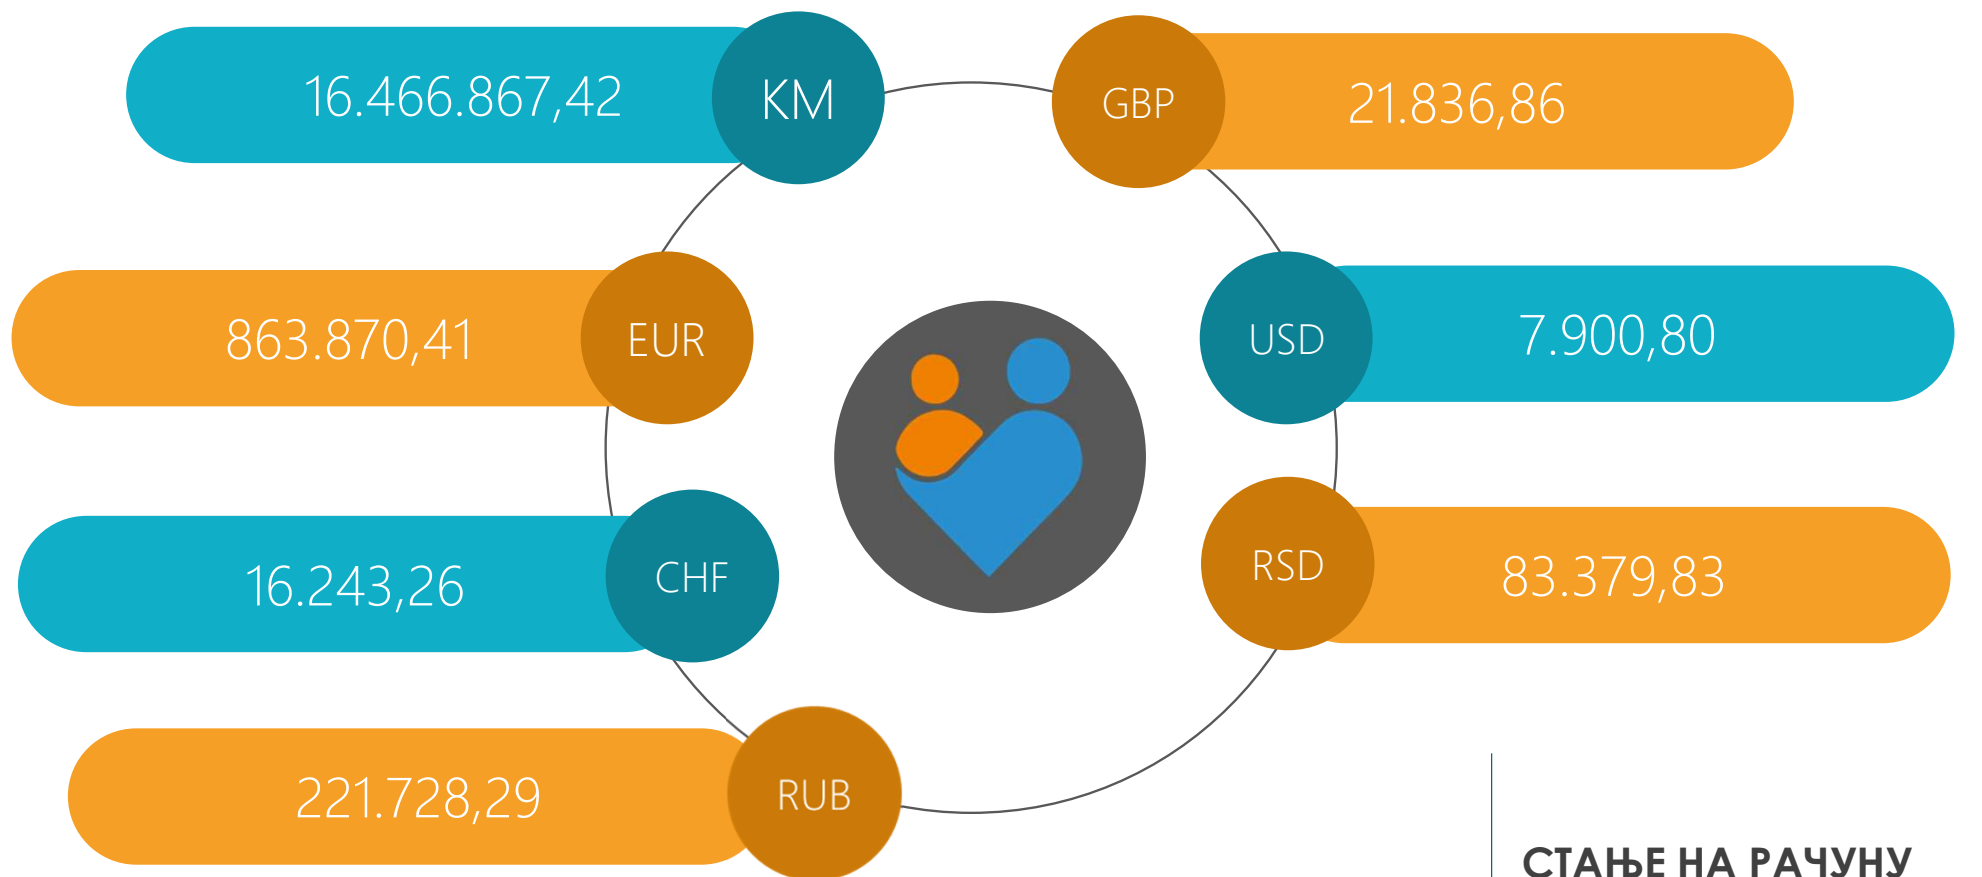 16.466.867,42
KM
GBP
21.836,86
863.870,41
EUR
USD
7.900,80
16.243,26
CHF
RSD
83.379,83
221.728,29
RUB
СТАЊЕ НА РАЧУНУ